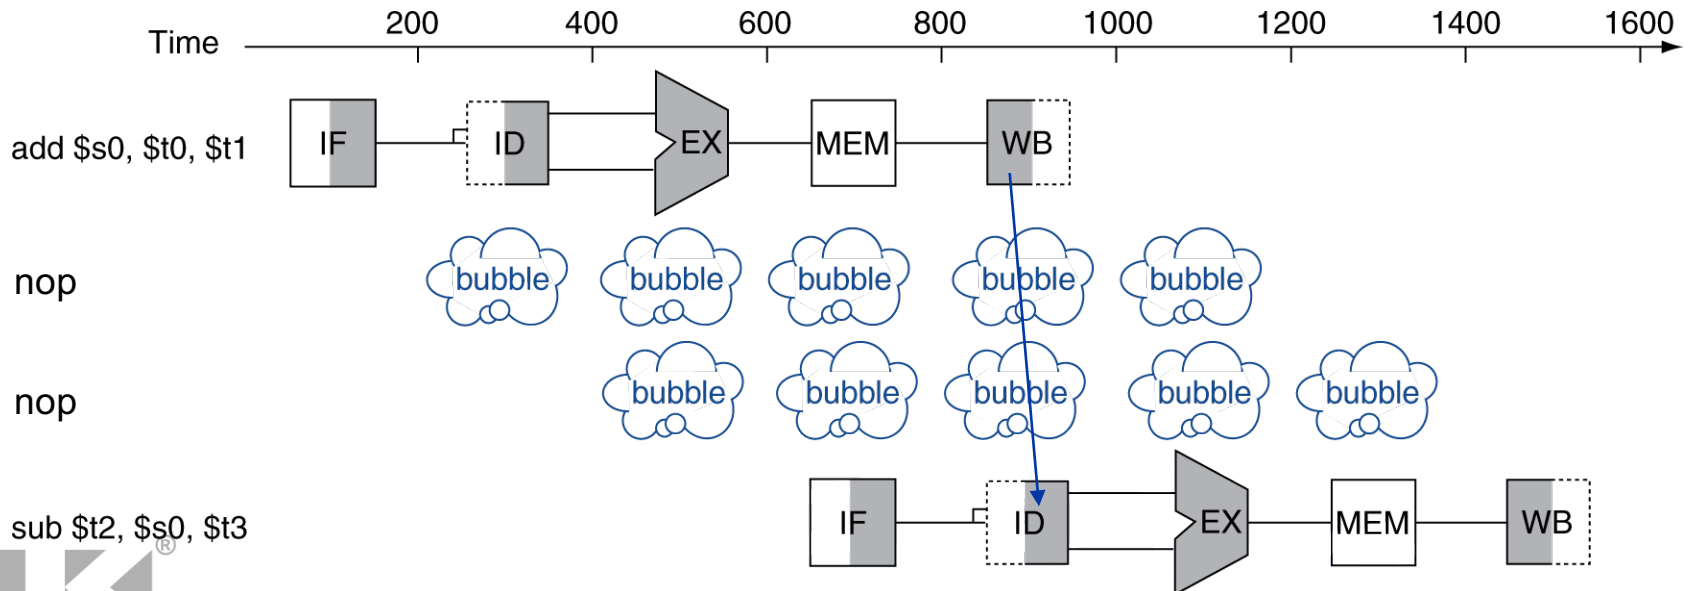 200 400 600 800 1000 1200 1400 1600
Time
add $s0, $t0, $t1 IF ID EX MEM WB
nop bubble bubble bubble bubble bubble
nop bubble bubble bubble bubble bubble
sub $t2, $s0, $t3 IF ID EX MEM WB
®